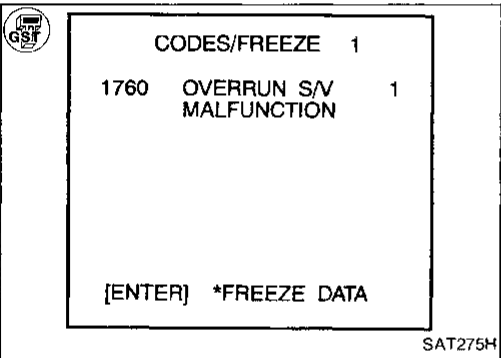 GST
CODES/FREEZE 1
1760 OVERRUN S/V 1
MALFUNCTION
[ENTER] *FREEZE DATA
SAT275H